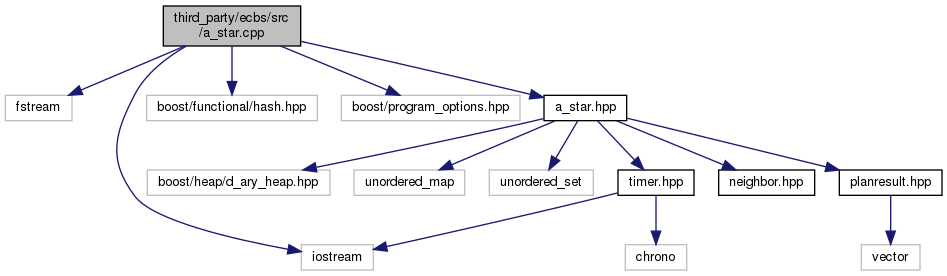 third_party/ecbs/src
/a_star.cpp
fstream
boost/functional/hash.hpp
boost/program_options.hpp
a_star.hpp
boost/heap/d_ary_heap.hpp
unordered_map
unordered_set
timer.hpp
neighbor.hpp
planresult.hpp
iostream
chrono
vector